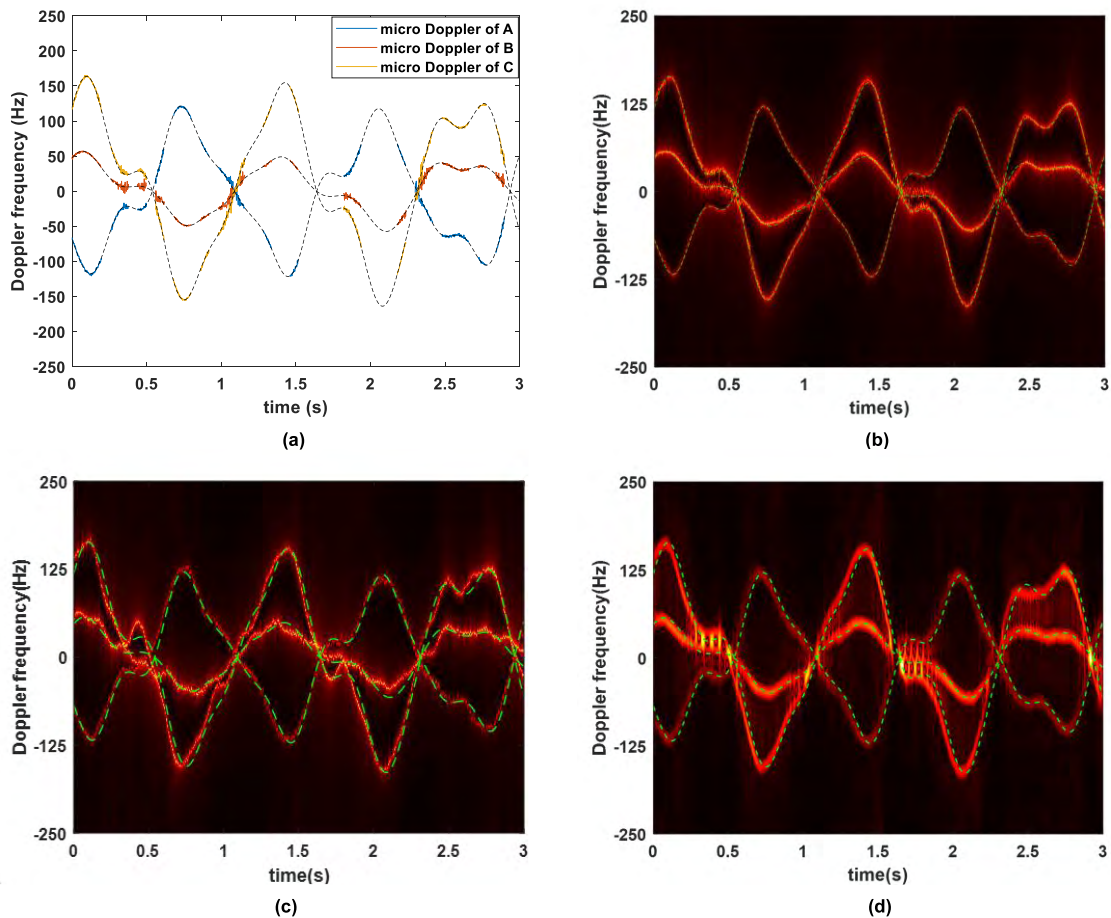 250
200
150
100
50
0
-50
-100
-150
-200
-250
Doppler frequency (Hz)
micro Doppler of A
micro Doppler of B
micro Doppler of C
0 0.5 1 1.5 2 2.5 3
time (s)
(a)
250
125
0
-125
-250
Doppler frequency(Hz)
0 0.5 1 1.5 2 2.5 3
time(s)
(b)
250
125
0
-125
-250
Doppler frequency(Hz)
0 0.5 1 1.5 2 2.5 3
time(s)
(c)
250
125
0
-125
-250
Doppler frequency(Hz)
0 0.5 1 1.5 2 2.5 3
time(s)
(d)